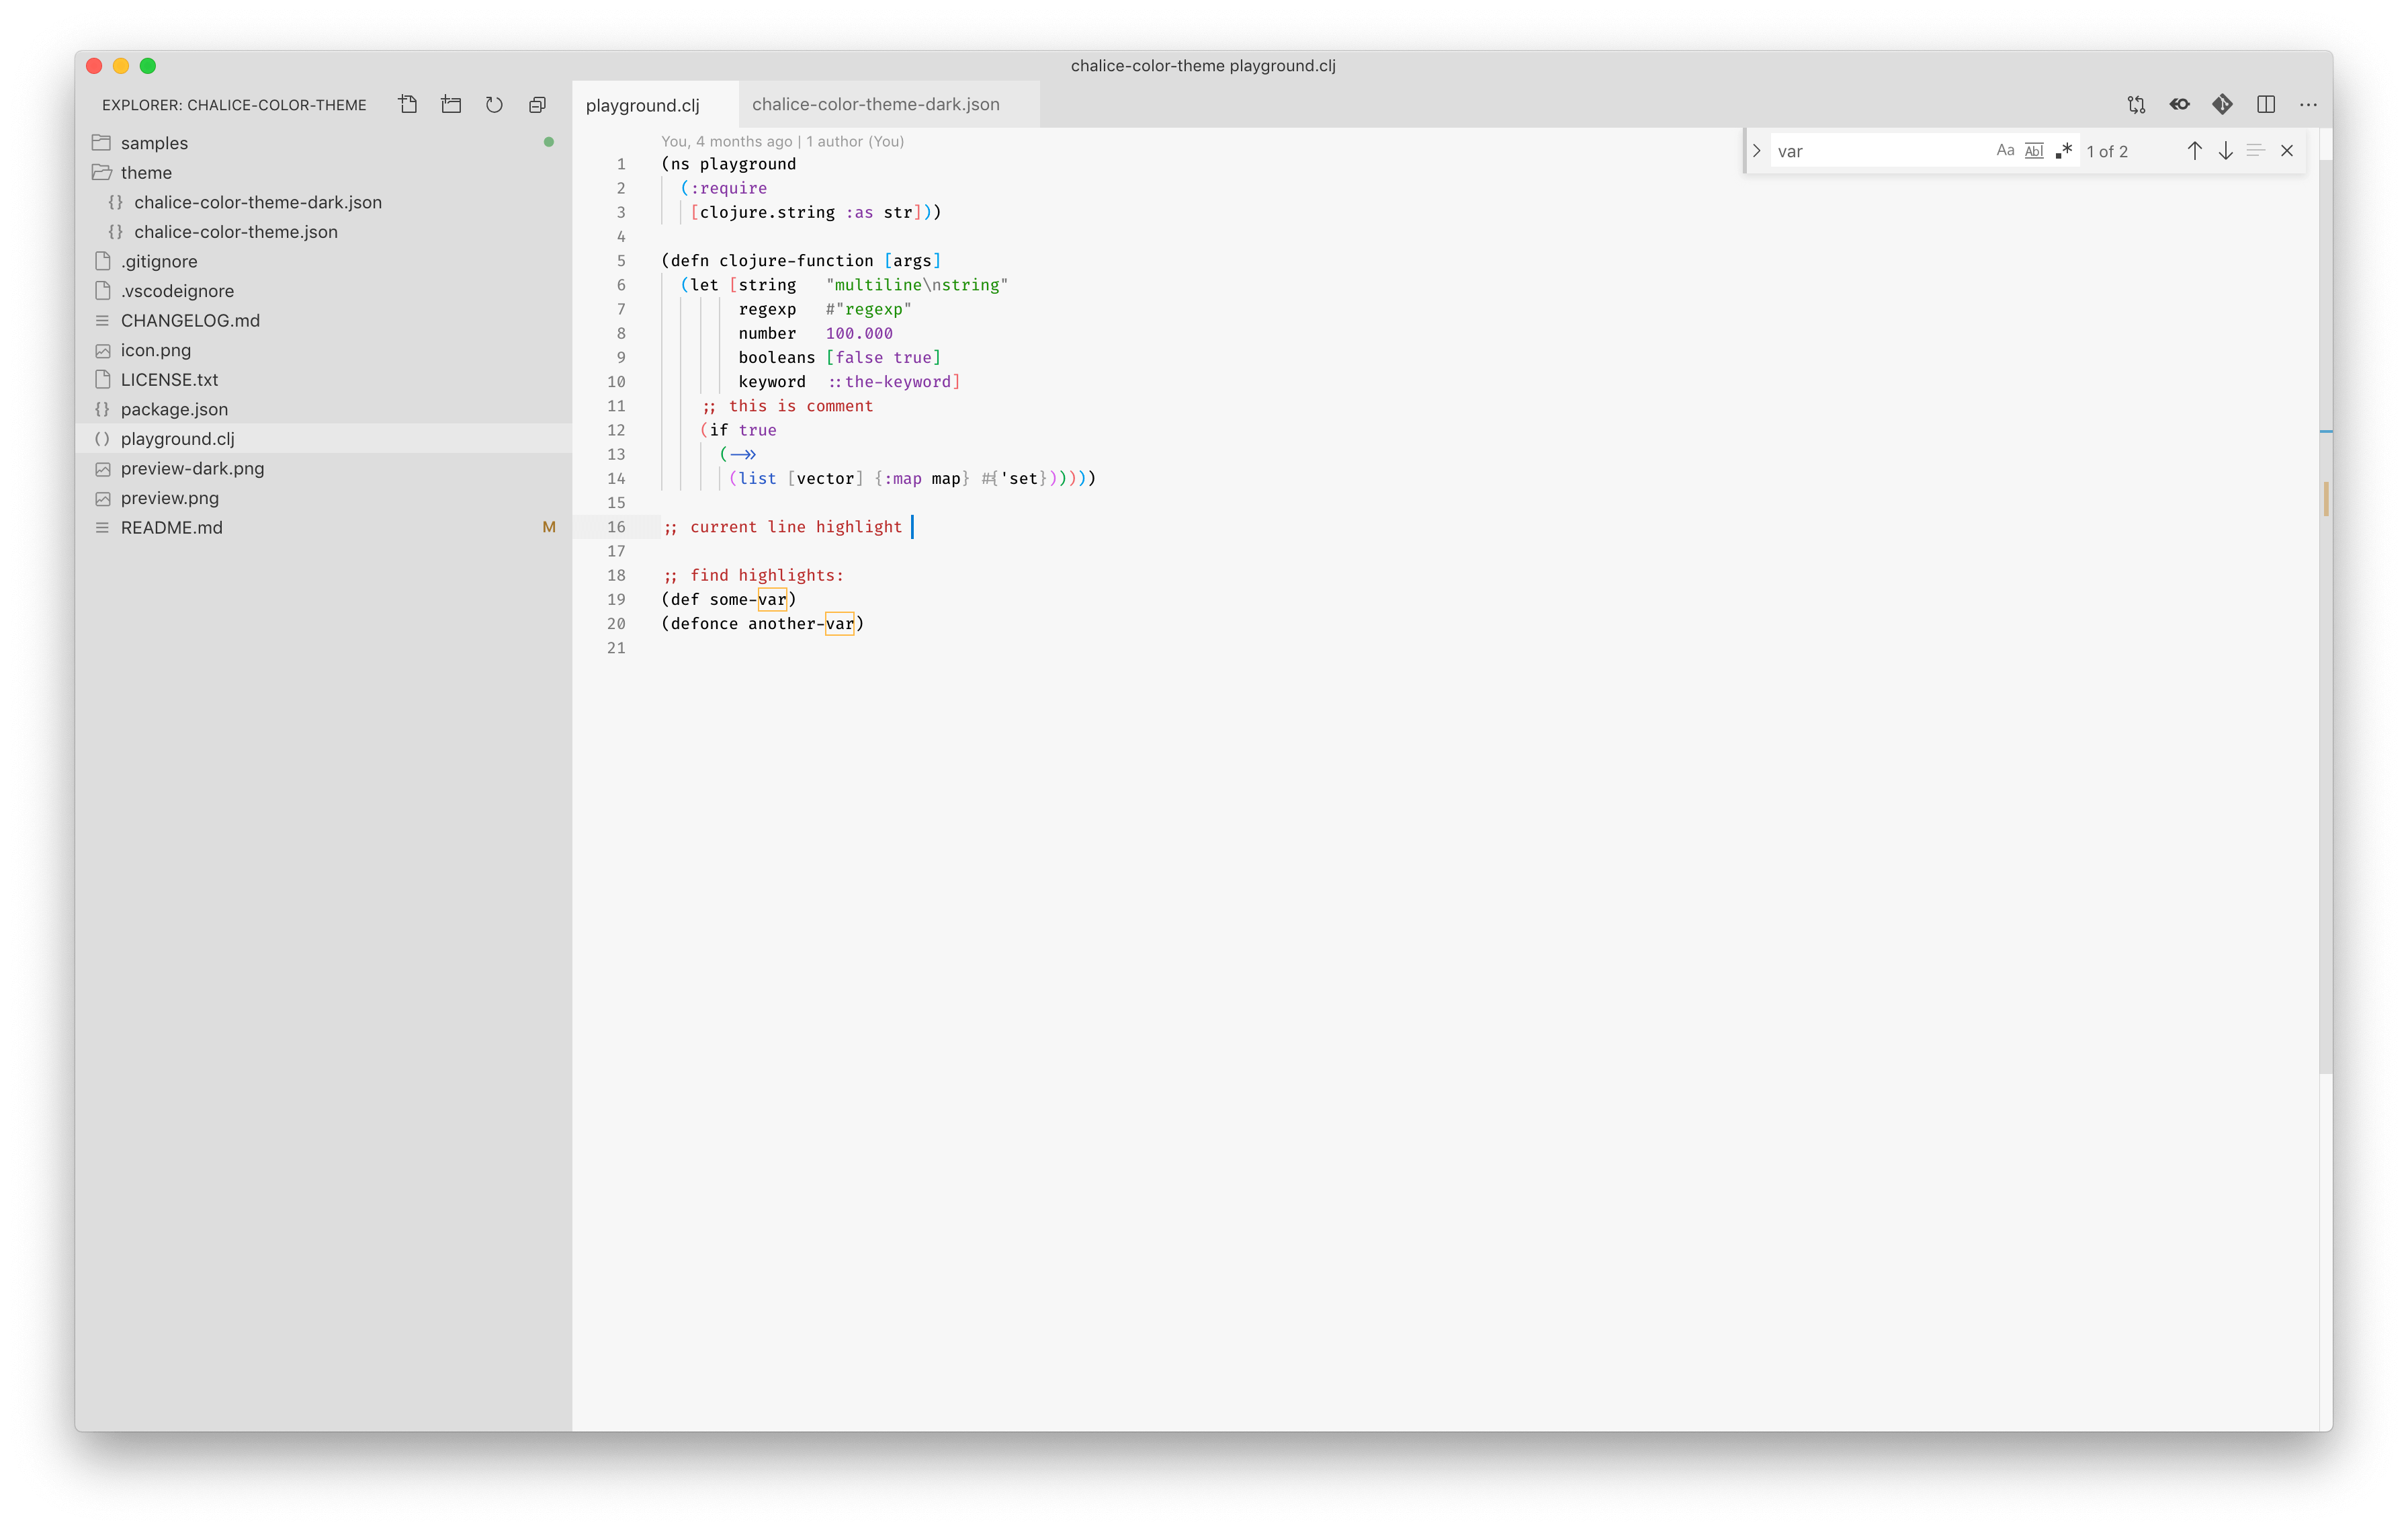 chalice-color-theme playground.clj
EXPLORER: CHALICE-COLOR-THEME
samples
theme
{} chalice-color-theme-dark.json
{} chalice-color-theme.json
.gitignore
.vscodeignore
CHANGELOG.md
icon.png
LICENSE.txt
{} package.json
() playground.clj
preview-dark.png
preview.png
README.md M
playground.clj chalice-color-theme-dark.json
var Aa Abl .* 1 of 2
You, 4 months ago | 1 author (You)
1 (ns playground
2   (:require
3    [clojure.string :as str]))
4
5 (defn clojure-function [args]
6   (let [string   "multiline\nstring"
7         regexp   #"regexp"
8         number   100.000
9         booleans [false true]
10         keyword  ::the-keyword]
11     ;; this is comment
12     (if true
13       (->>
14        (list [vector] {:map map} #{'set})))))
15
16 ;; current line highlight
17
18 ;; find highlights:
19 (def some-var)
20 (defonce another-var)
21